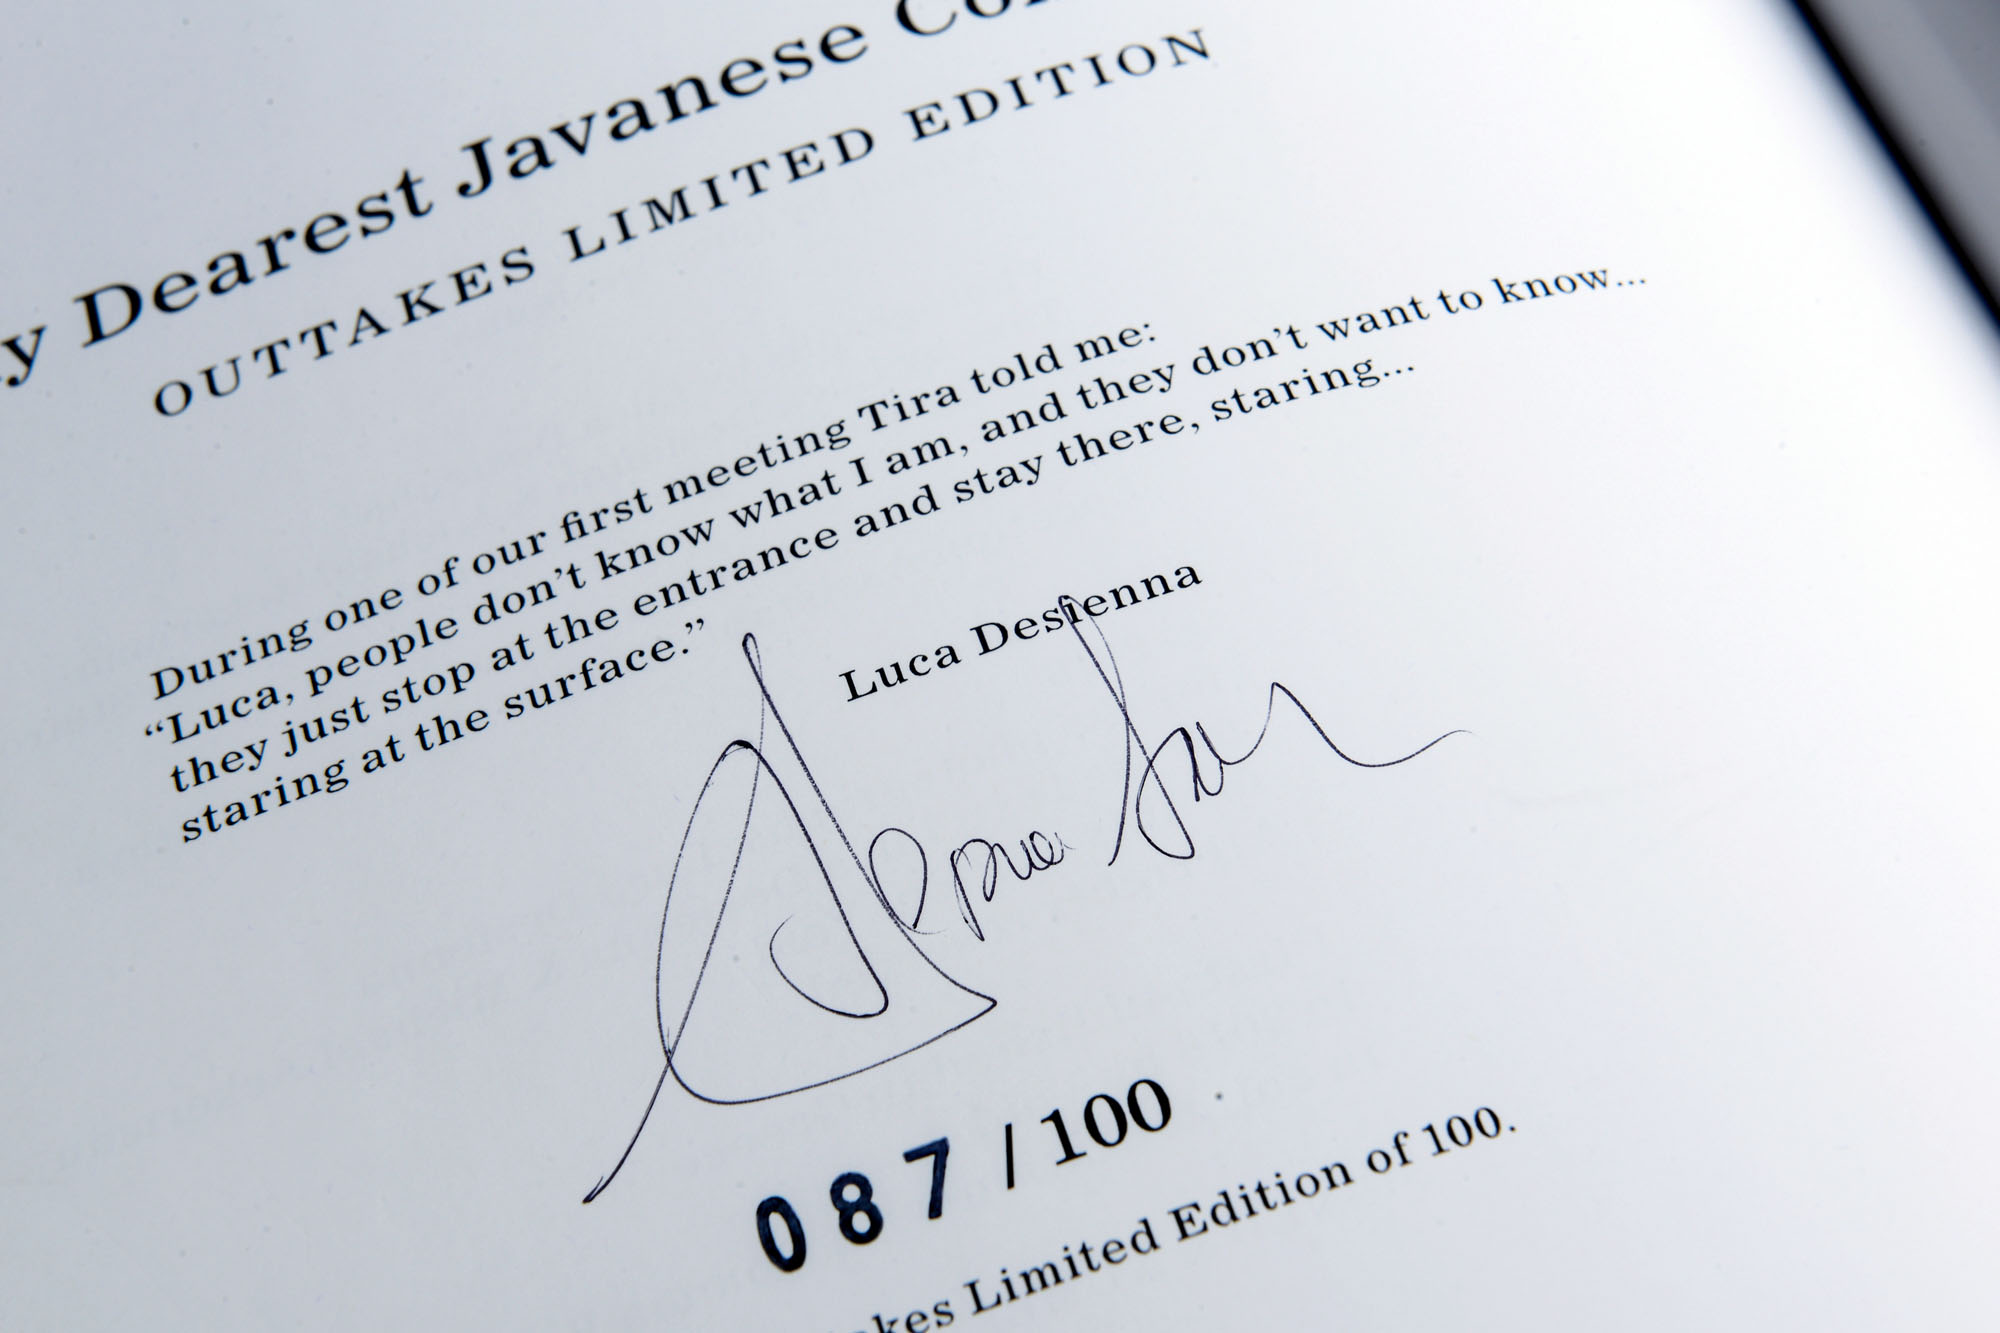 Dearest Javanese
OUTTAKES LIMITED EDITION
During one of our first meeting Tira told me:
“Luca, people don’t know what I am, and they don’t want to know...
they just stop at the entrance and stay there, staring...
staring at the surface.”
Luca Desienna
087 / 100
Limited Edition of 100.